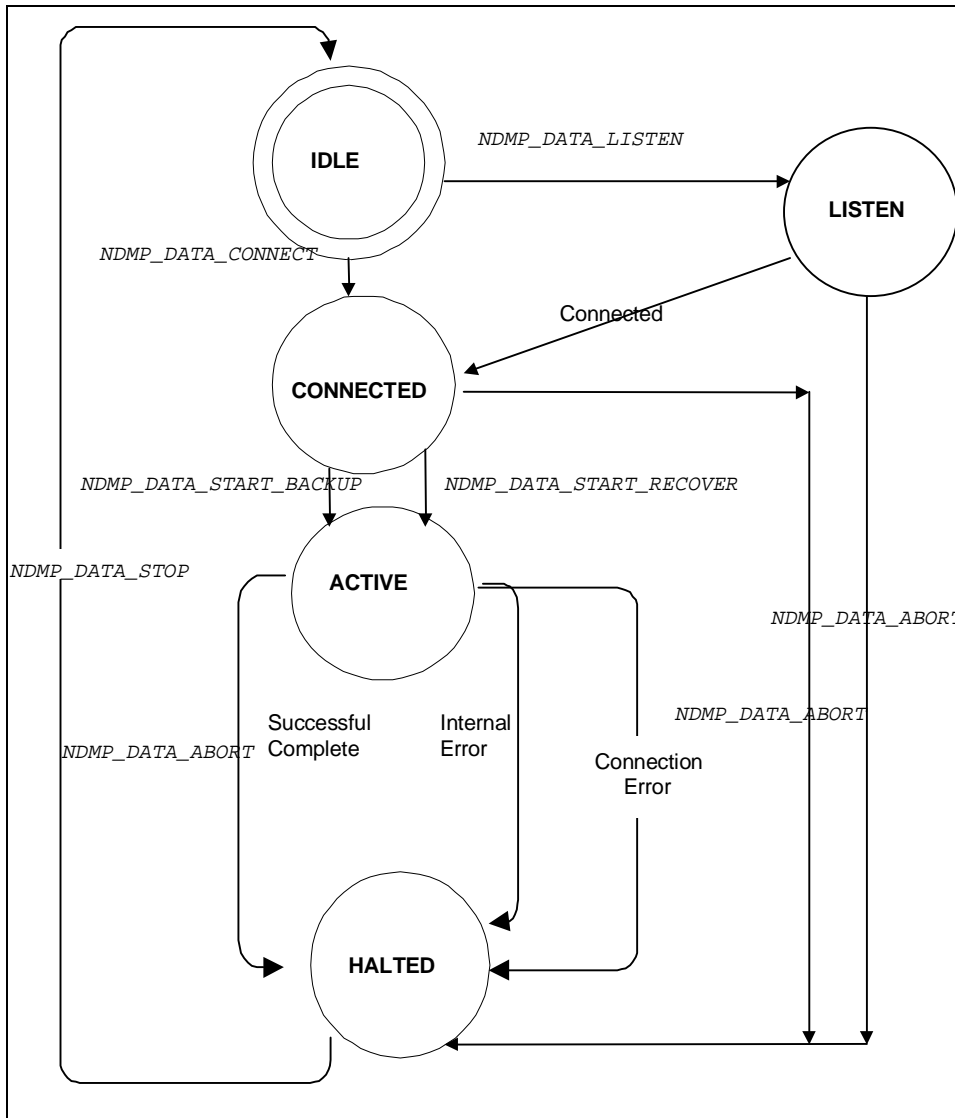 IDLE
NDMP_DATA_LISTEN
LISTEN
NDMP_DATA_CONNECT
Connected
CONNECTED
NDMP_DATA_START_BACKUP
NDMP_DATA_START_RECOVER
NDMP_DATA_STOP
ACTIVE
NDMP_DATA_ABORT
NDMP_DATA_ABORT
Successful
Complete
Internal
Error
NDMP_DATA_ABORT
Connection
Error
HALTED